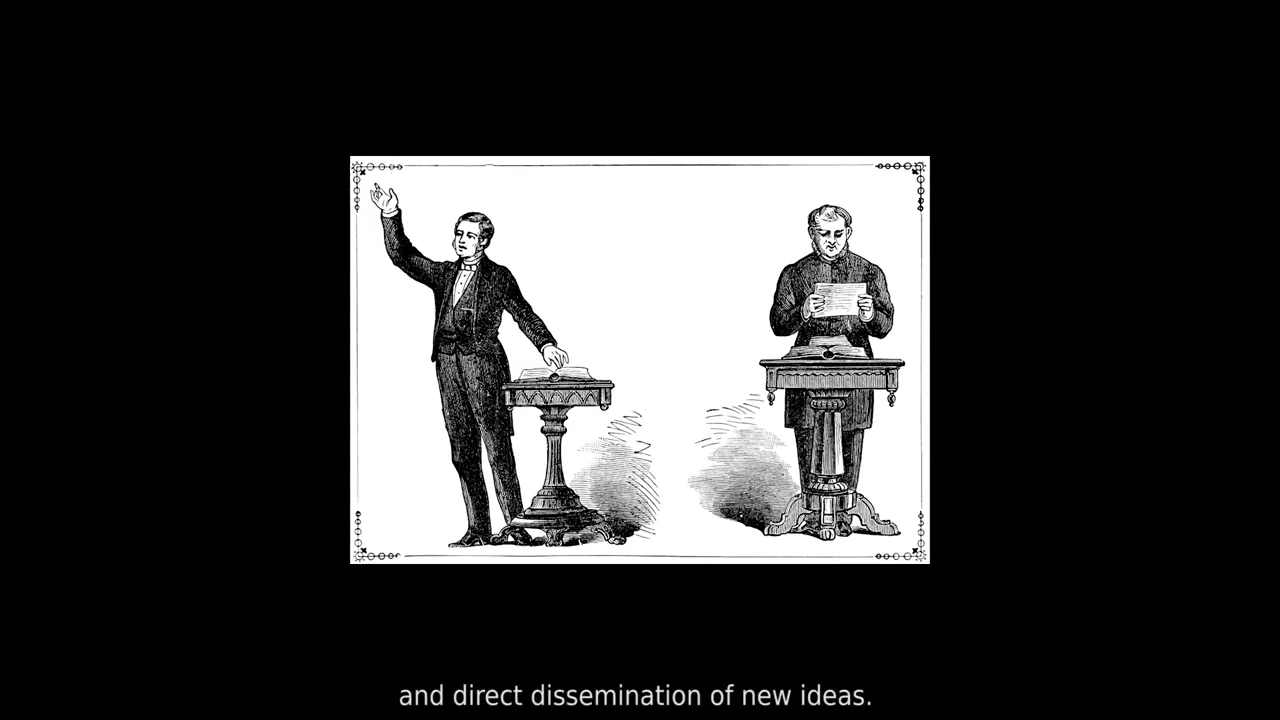 and direct dissemination of new ideas.